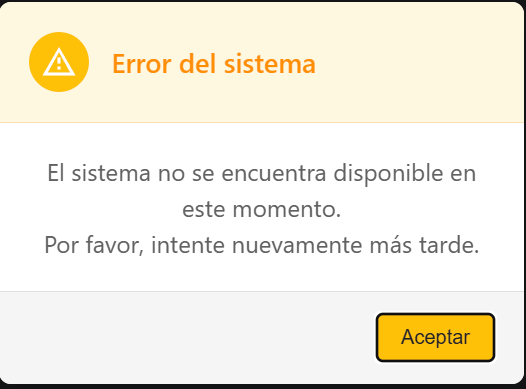 Error del sistema
El sistema no se encuentra disponible en
este momento.
Por favor, intente nuevamente más tarde.
Aceptar